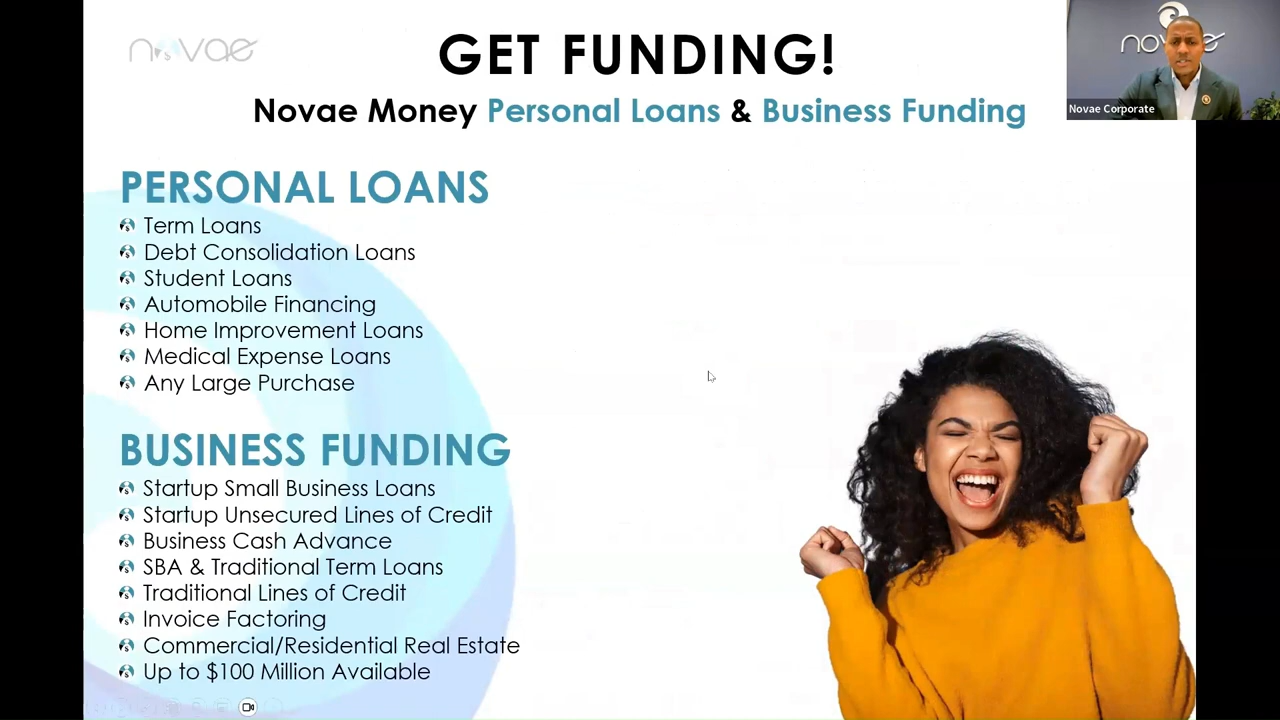 novae
GET FUNDING!
novae
Novae Corporate
Novae Money Personal Loans & Business Funding
PERSONAL LOANS
Term Loans
Debt Consolidation Loans
Student Loans
Automobile Financing
Home Improvement Loans
Medical Expense Loans
Any Large Purchase
BUSINESS FUNDING
Startup Small Business Loans
Startup Unsecured Lines of Credit
Business Cash Advance
SBA & Traditional Term Loans
Traditional Lines of Credit
Invoice Factoring
Commercial/Residential Real Estate
Up to $100 Million Available